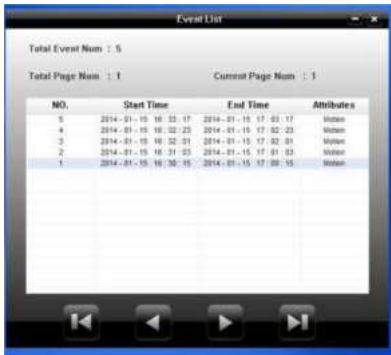 Event List
Total Event Num : 5
Total Page Num : 1 Current Page Num : 1
NO. Start Time End Time Attributes
5 2014 - 01 - 15 16 : 33 : 17 2014 - 01 - 15 17 : 03 : 17 Motion
4 2014 - 01 - 15 16 : 32 : 23 2014 - 01 - 15 17 : 02 : 23 Motion
3 2014 - 01 - 15 16 : 32 : 01 2014 - 01 - 15 17 : 02 : 01 Motion
2 2014 - 01 - 15 16 : 31 : 03 2014 - 01 - 15 17 : 01 : 03 Motion
1 2014 - 01 - 15 16 : 30 : 15 2014 - 01 - 15 17 : 00 : 15 Motion